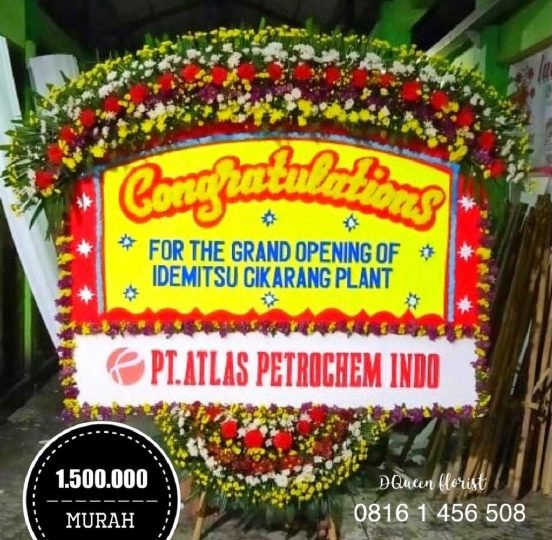 Congratulations
FOR THE GRAND OPENING OF
IDEMITSU CIKARANG PLANT
PT.ATLAS PETROCHEM INDO
1.500.000
MURAH
DQueen florist
0816 1 456 508